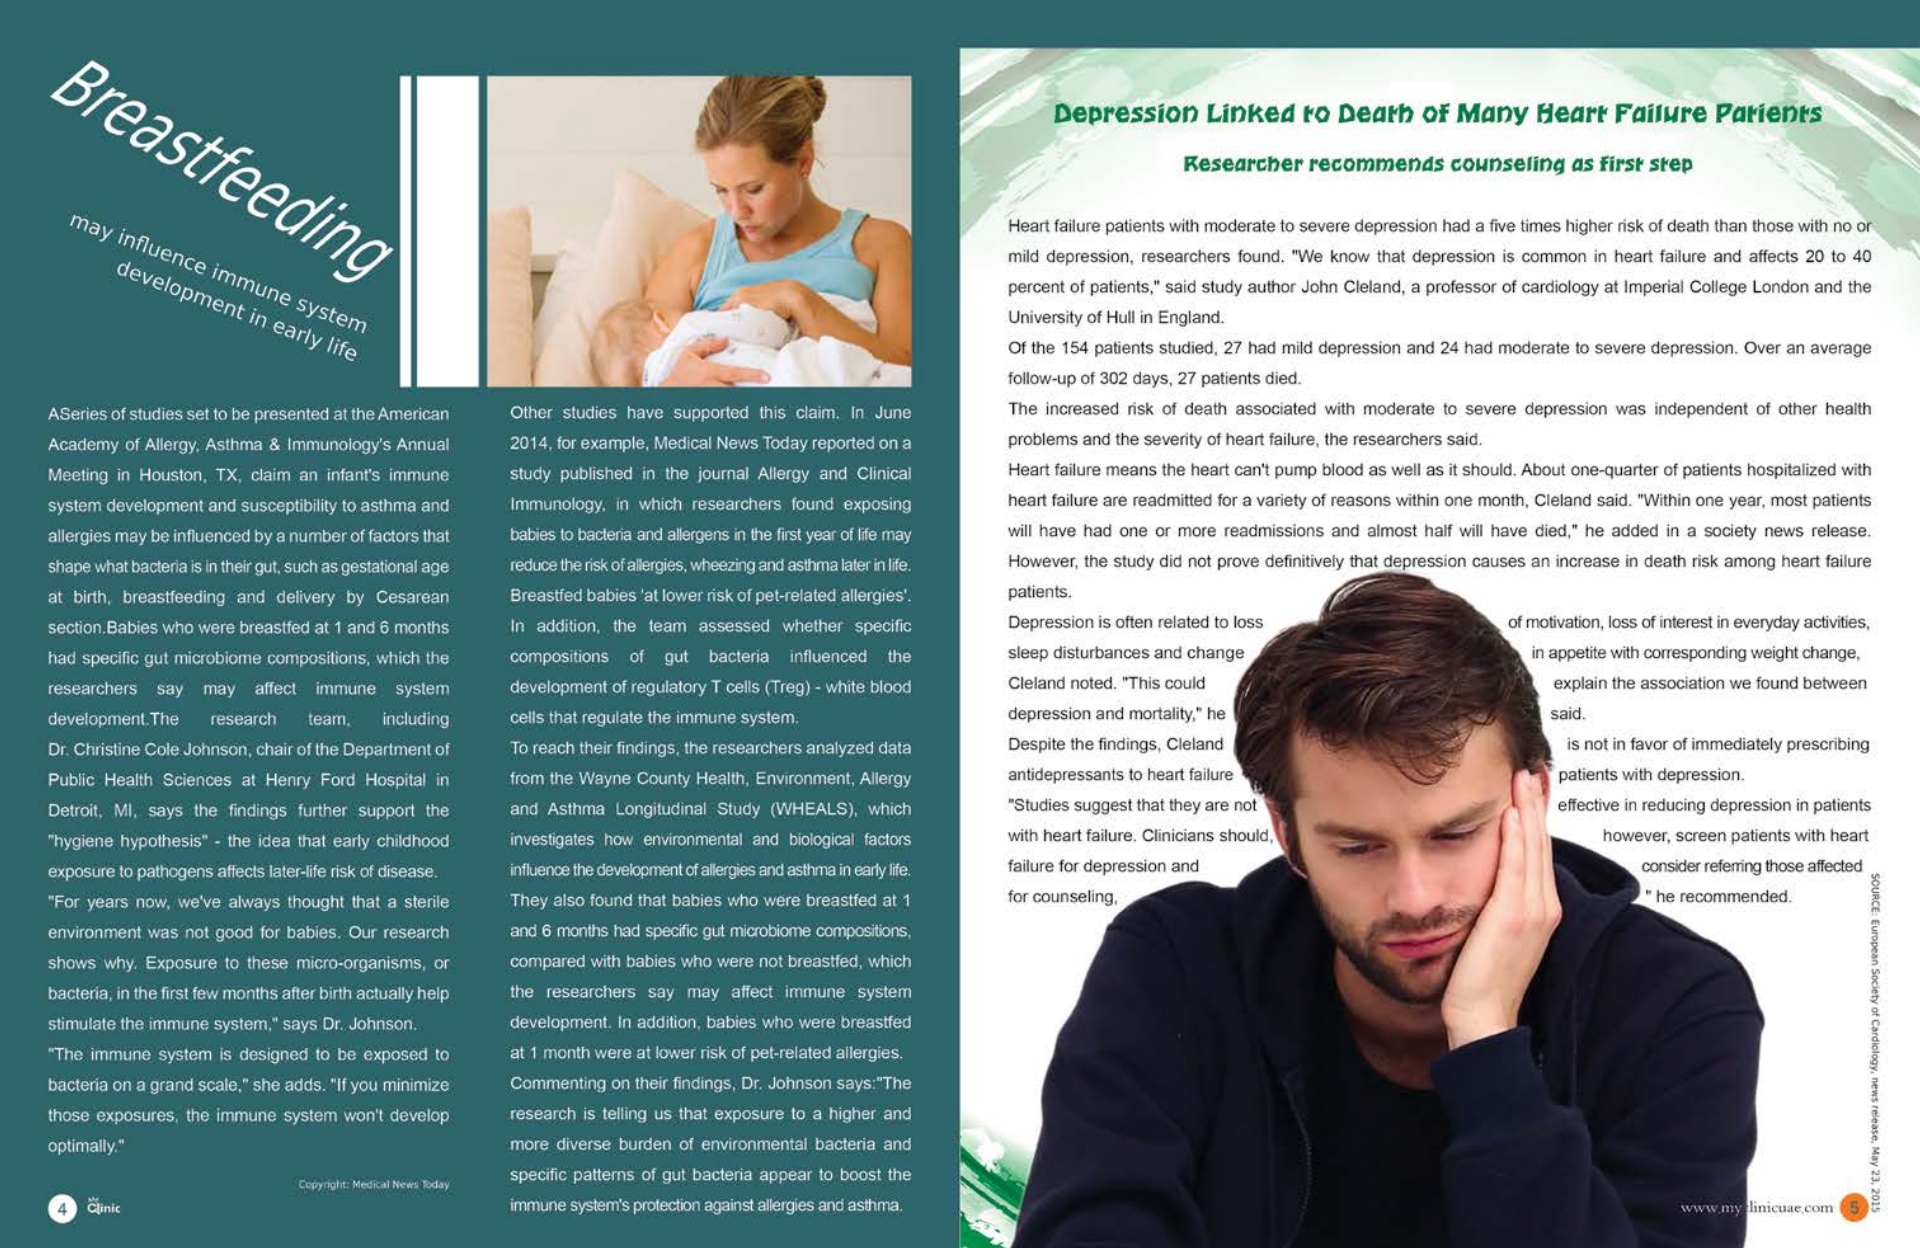 Breastfeeding
may influence immune system
development in early life
ASeries of studies set to be presented at the American
Academy of Allergy, Asthma & Immunology's Annual
Meeting in Houston, TX, claim an infant's immune
system development and susceptibility to asthma and
allergies may be influenced by a number of factors that
shape what bacteria is in their gut, such as gestational age
at birth, breastfeeding and delivery by Cesarean
section.Babies who were breastfed at 1 and 6 months
had specific gut microbiome compositions, which the
researchers say may affect immune system
development.The research team, including
Dr. Christine Cole Johnson, chair of the Department of
Public Health Sciences at Henry Ford Hospital in
Detroit, MI, says the findings further support the
"hygiene hypothesis" - the idea that early childhood
exposure to pathogens affects later-life risk of disease.
"For years now, we've always thought that a sterile
environment was not good for babies. Our research
shows why. Exposure to these micro-organisms, or
bacteria, in the first few months after birth actually help
stimulate the immune system," says Dr. Johnson.
"The immune system is designed to be exposed to
bacteria on a grand scale," she adds. "If you minimize
those exposures, the immune system won't develop
optimally."
Copyright: Medical News Today
4 my Clinic
Other studies have supported this claim. In June
2014, for example, Medical News Today reported on a
study published in the journal Allergy and Clinical
Immunology, in which researchers found exposing
babies to bacteria and allergens in the first year of life may
reduce the risk of allergies, wheezing and asthma later in life.
Breastfed babies 'at lower risk of pet-related allergies'.
In addition, the team assessed whether specific
compositions of gut bacteria influenced the
development of regulatory T cells (Treg) - white blood
cells that regulate the immune system.
To reach their findings, the researchers analyzed data
from the Wayne County Health, Environment, Allergy
and Asthma Longitudinal Study (WHEALS), which
investigates how environmental and biological factors
influence the development of allergies and asthma in early life.
They also found that babies who were breastfed at 1
and 6 months had specific gut microbiome compositions,
compared with babies who were not breastfed, which
the researchers say may affect immune system
development. In addition, babies who were breastfed
at 1 month were at lower risk of pet-related allergies.
Commenting on their findings, Dr. Johnson says:"The
research is telling us that exposure to a higher and
more diverse burden of environmental bacteria and
specific patterns of gut bacteria appear to boost the
immune system's protection against allergies and asthma.
Depression Linked to Death of Many Heart Failure Patients
Researcher recommends counseling as first step
Heart failure patients with moderate to severe depression had a five times higher risk of death than those with no or
mild depression, researchers found. "We know that depression is common in heart failure and affects 20 to 40
percent of patients," said study author John Cleland, a professor of cardiology at Imperial College London and the
University of Hull in England.
Of the 154 patients studied, 27 had mild depression and 24 had moderate to severe depression. Over an average
follow-up of 302 days, 27 patients died.
The increased risk of death associated with moderate to severe depression was independent of other health
problems and the severity of heart failure, the researchers said.
Heart failure means the heart can't pump blood as well as it should. About one-quarter of patients hospitalized with
heart failure are readmitted for a variety of reasons within one month, Cleland said. "Within one year, most patients
will have had one or more readmissions and almost half will have died," he added in a society news release.
However, the study did not prove definitively that depression causes an increase in death risk among heart failure
patients.
Depression is often related to loss of motivation, loss of interest in everyday activities,
sleep disturbances and change in appetite with corresponding weight change,
Cleland noted. "This could explain the association we found between
depression and mortality," he said.
Despite the findings, Cleland is not in favor of immediately prescribing
antidepressants to heart failure patients with depression.
"Studies suggest that they are not effective in reducing depression in patients
with heart failure. Clinicians should, however, screen patients with heart
failure for depression and consider referring those affected
for counseling, " he recommended.
SOURCE: European Society of Cardiology, news release, May 23, 2015
www.my linicuae.com 5